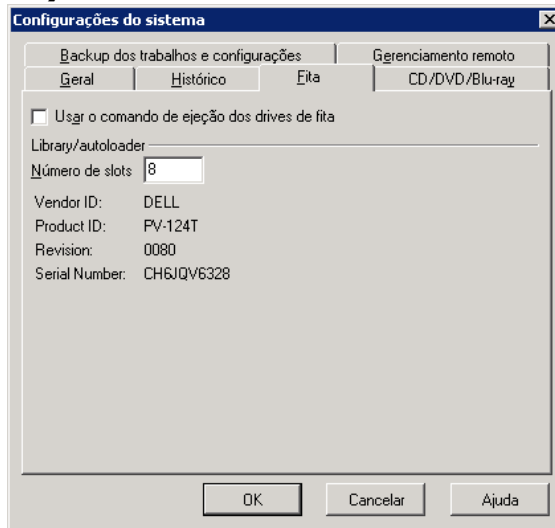 Configurações do sistema
Backup dos trabalhos e configurações Gerenciamento remoto
Geral Histórico Fita CD/DVD/Blu-ray
Usar o comando de ejeção dos drives de fita
Library/autoloader
Número de slots 8
Vendor ID: DELL
Product ID: PV-124T
Revision: 0080
Serial Number: CH6JQV6328
OK Cancelar Ajuda